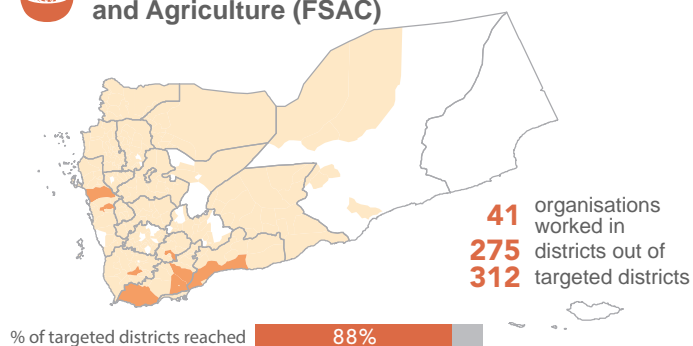 and Agriculture (FSAC)
41 organisations
worked in
275 districts out of
312 targeted districts
% of targeted districts reached 88%